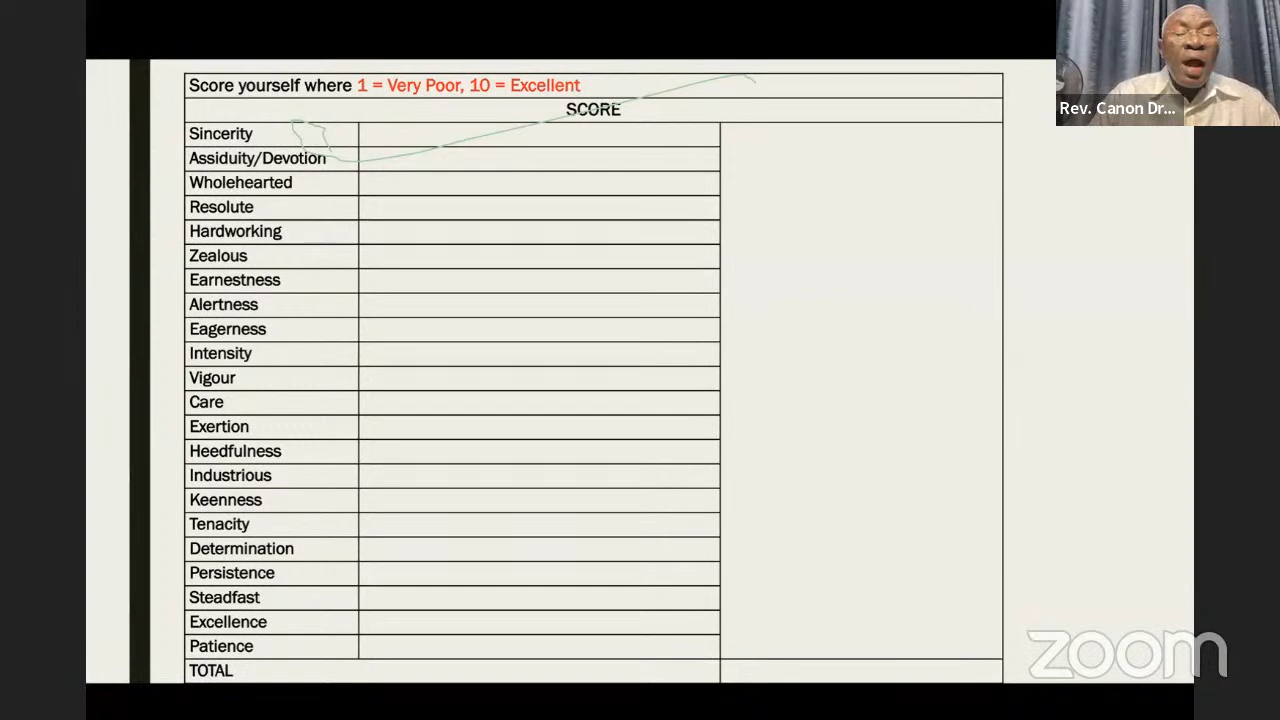 Score yourself where 1 = Very Poor, 10 = Excellent
SCORE
Sincerity
Assiduity/Devotion
Wholehearted
Resolute
Hardworking
Zealous
Earnestness
Alertness
Eagerness
Intensity
Vigour
Care
Exertion
Heedfulness
Industrious
Keenness
Tenacity
Determination
Persistence
Steadfast
Excellence
Patience
TOTAL
Rev. Canon Dr...
zoom